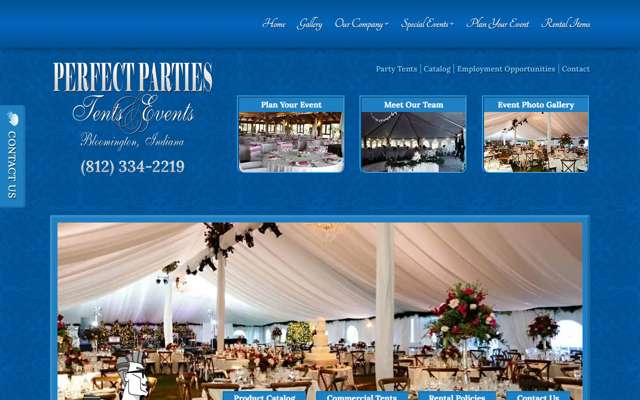 Home Gallery Our Company Special Events Plan Your Event Rental Items
PERFECT PARTIES
Tents & Events
Bloomington, Indiana
(812) 334-2219
Party Tents | Catalog | Employment Opportunities | Contact
Plan Your Event
Meet Our Team
Event Photo Gallery
CONTACT US
Product Catalog
Commercial Tents
Rental Policies
Contact Us